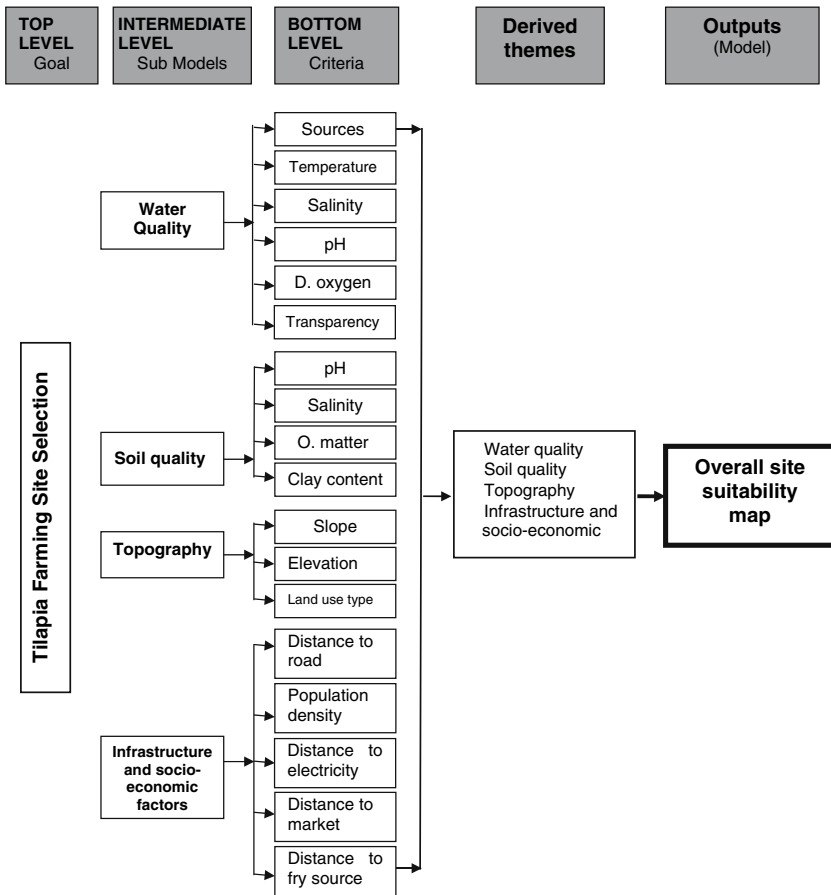 TOP
LEVEL
Goal
INTERMEDIATE
LEVEL
Sub Models
BOTTOM
LEVEL
Criteria
Derived
themes
Outputs
(Model)
Tilapia Farming Site Selection
Water
Quality
Sources
Temperature
Salinity
pH
D. oxygen
Transparency
Soil quality
pH
Salinity
O. matter
Clay content
Topography
Slope
Elevation
Land use type
Infrastructure
and socio-
economic
factors
Distance to
road
Population
density
Distance to
electricity
Distance to
market
Distance to
fry source
Water quality
Soil quality
Topography
Infrastructure and
socio-economic
Overall site
suitability
map